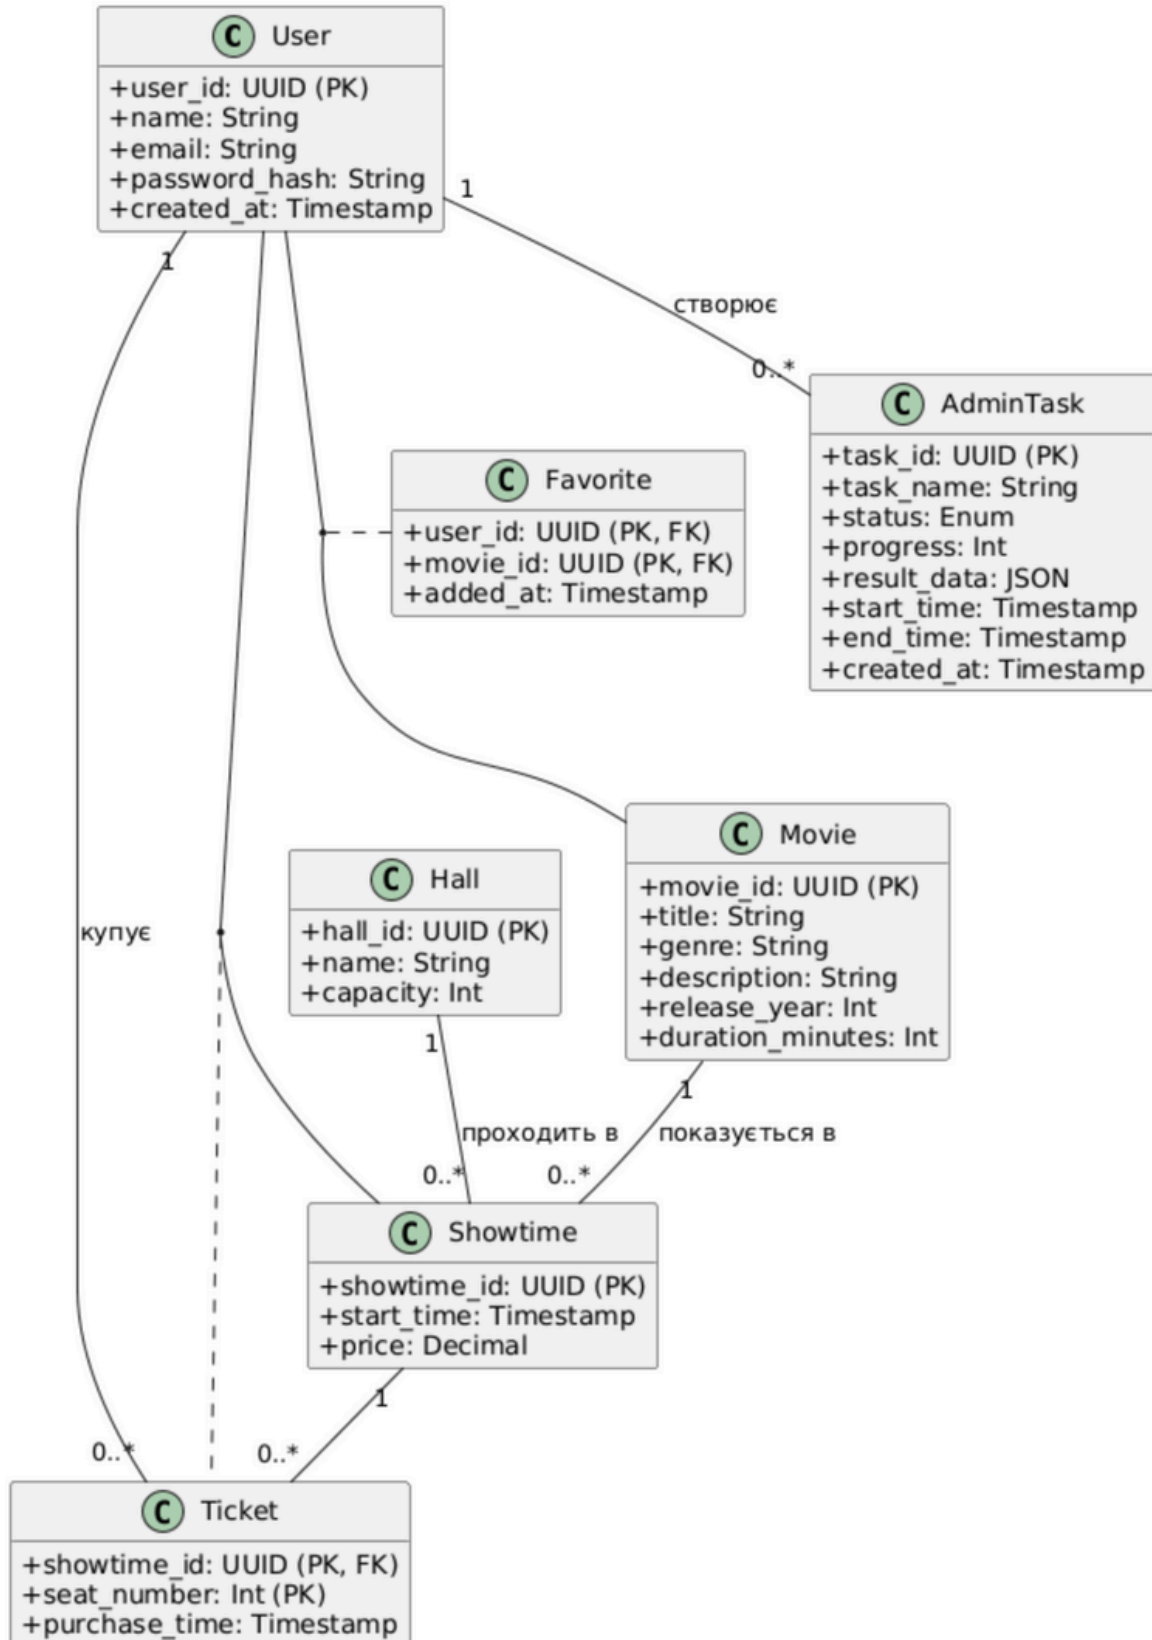 C User
+user_id: UUID (PK)
+name: String
+email: String
+password_hash: String
+created_at: Timestamp
1
1
створює
0..*
C AdminTask
+task_id: UUID (PK)
+task_name: String
+status: Enum
+progress: Int
+result_data: JSON
+start_time: Timestamp
+end_time: Timestamp
+created_at: Timestamp
C Favorite
+user_id: UUID (PK, FK)
+movie_id: UUID (PK, FK)
+added_at: Timestamp
купує
C Hall
+hall_id: UUID (PK)
+name: String
+capacity: Int
C Movie
+movie_id: UUID (PK)
+title: String
+genre: String
+description: String
+release_year: Int
+duration_minutes: Int
1
1
проходить в
показується в
0..*
0..*
C Showtime
+showtime_id: UUID (PK)
+start_time: Timestamp
+price: Decimal
1
0..*
0..*
C Ticket
+showtime_id: UUID (PK, FK)
+seat_number: Int (PK)
+purchase_time: Timestamp